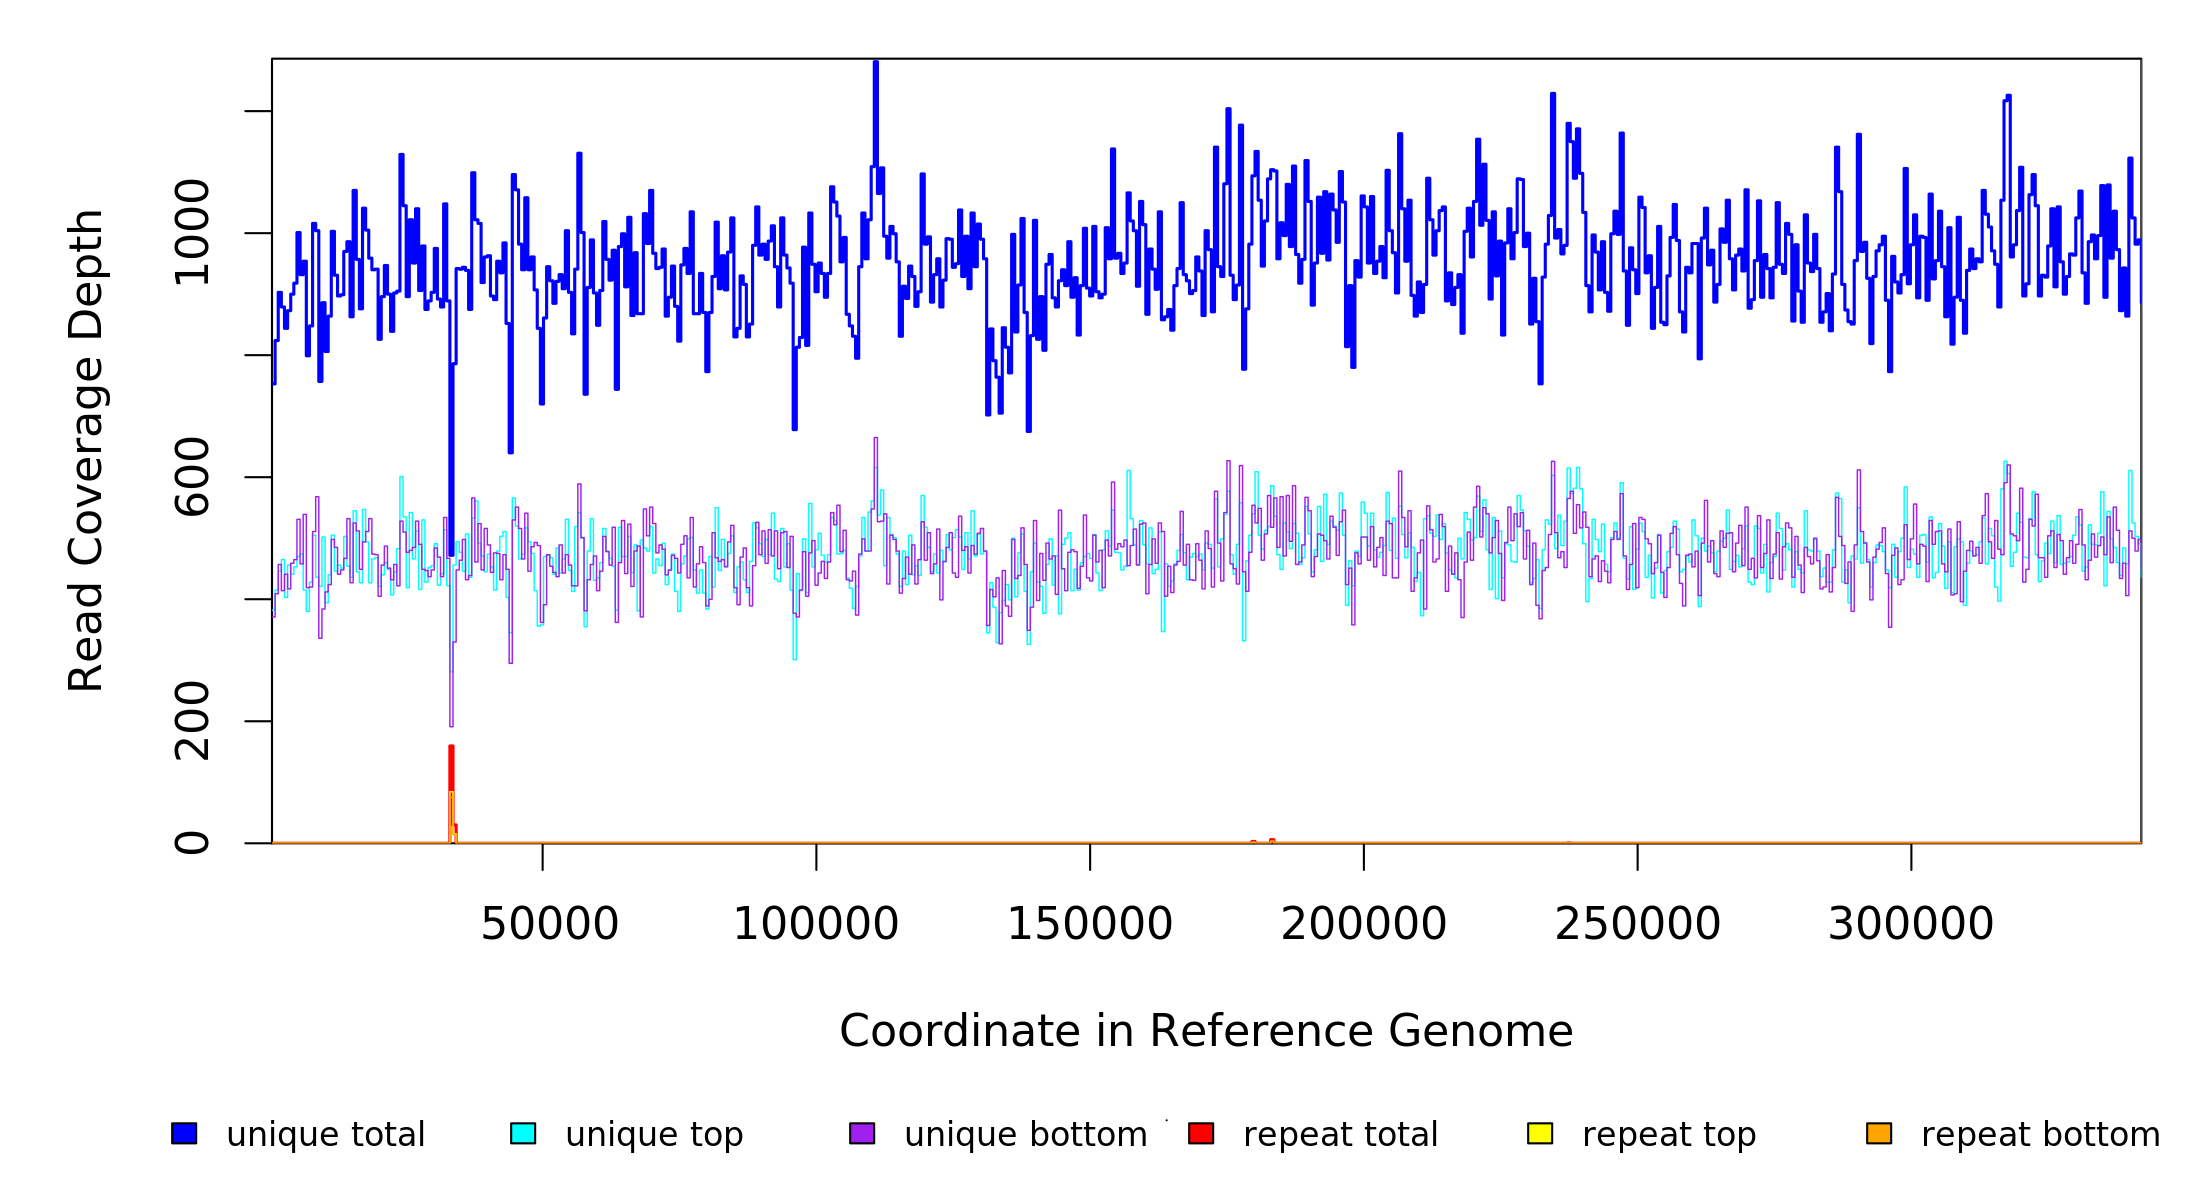 Read Coverage Depth
1000
600
200
0
50000 100000 150000 200000 250000 300000
Coordinate in Reference Genome
unique total unique top unique bottom repeat total repeat top repeat bottom